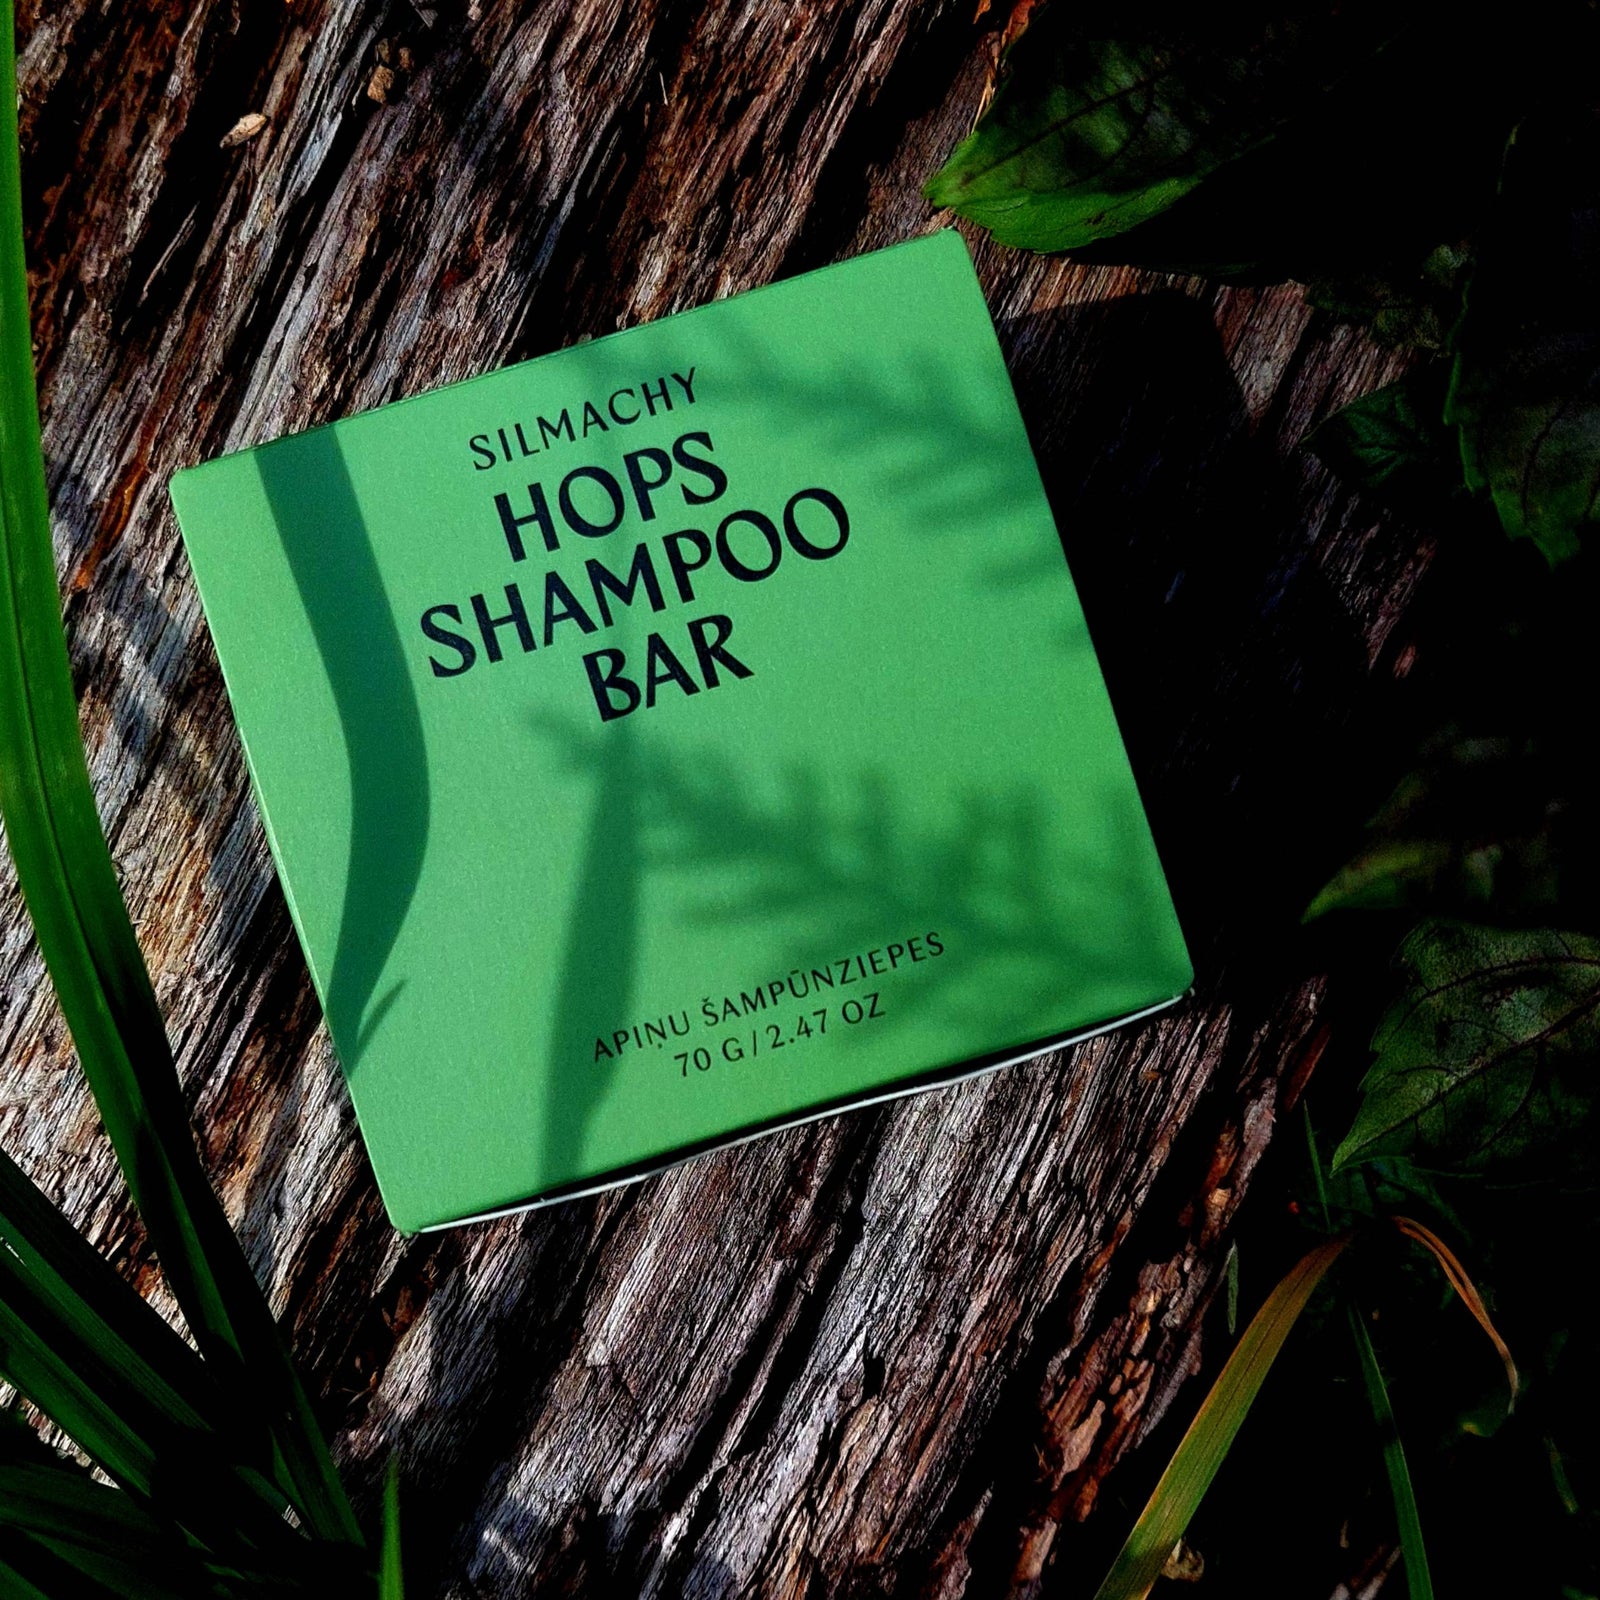 SILMACHY
HOPS
SHAMPOO
BAR
APIŅU ŠAMPŪNZIEPES
70 G / 2.47 OZ